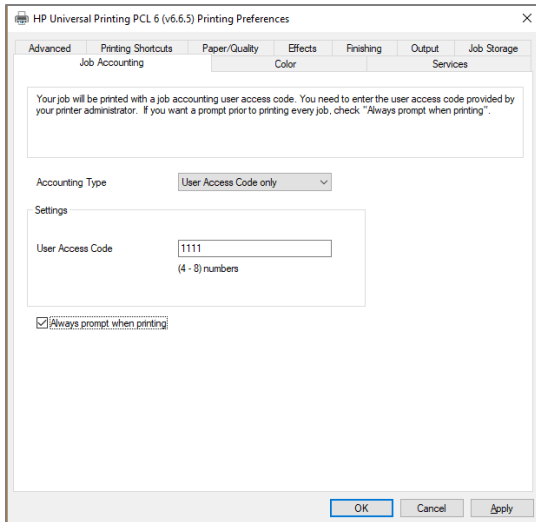 HP Universal Printing PCL 6 (v6.6.5) Printing Preferences
Advanced Printing Shortcuts Paper/Quality Effects Finishing Output Job Storage
Job Accounting Color Services
Your job will be printed with a job accounting user access code. You need to enter the user access code provided by
your printer administrator. If you want a prompt prior to printing every job, check "Always prompt when printing".
Accounting Type User Access Code only
Settings
User Access Code 1111
(4 - 8) numbers
Always prompt when printing
OK Cancel Apply